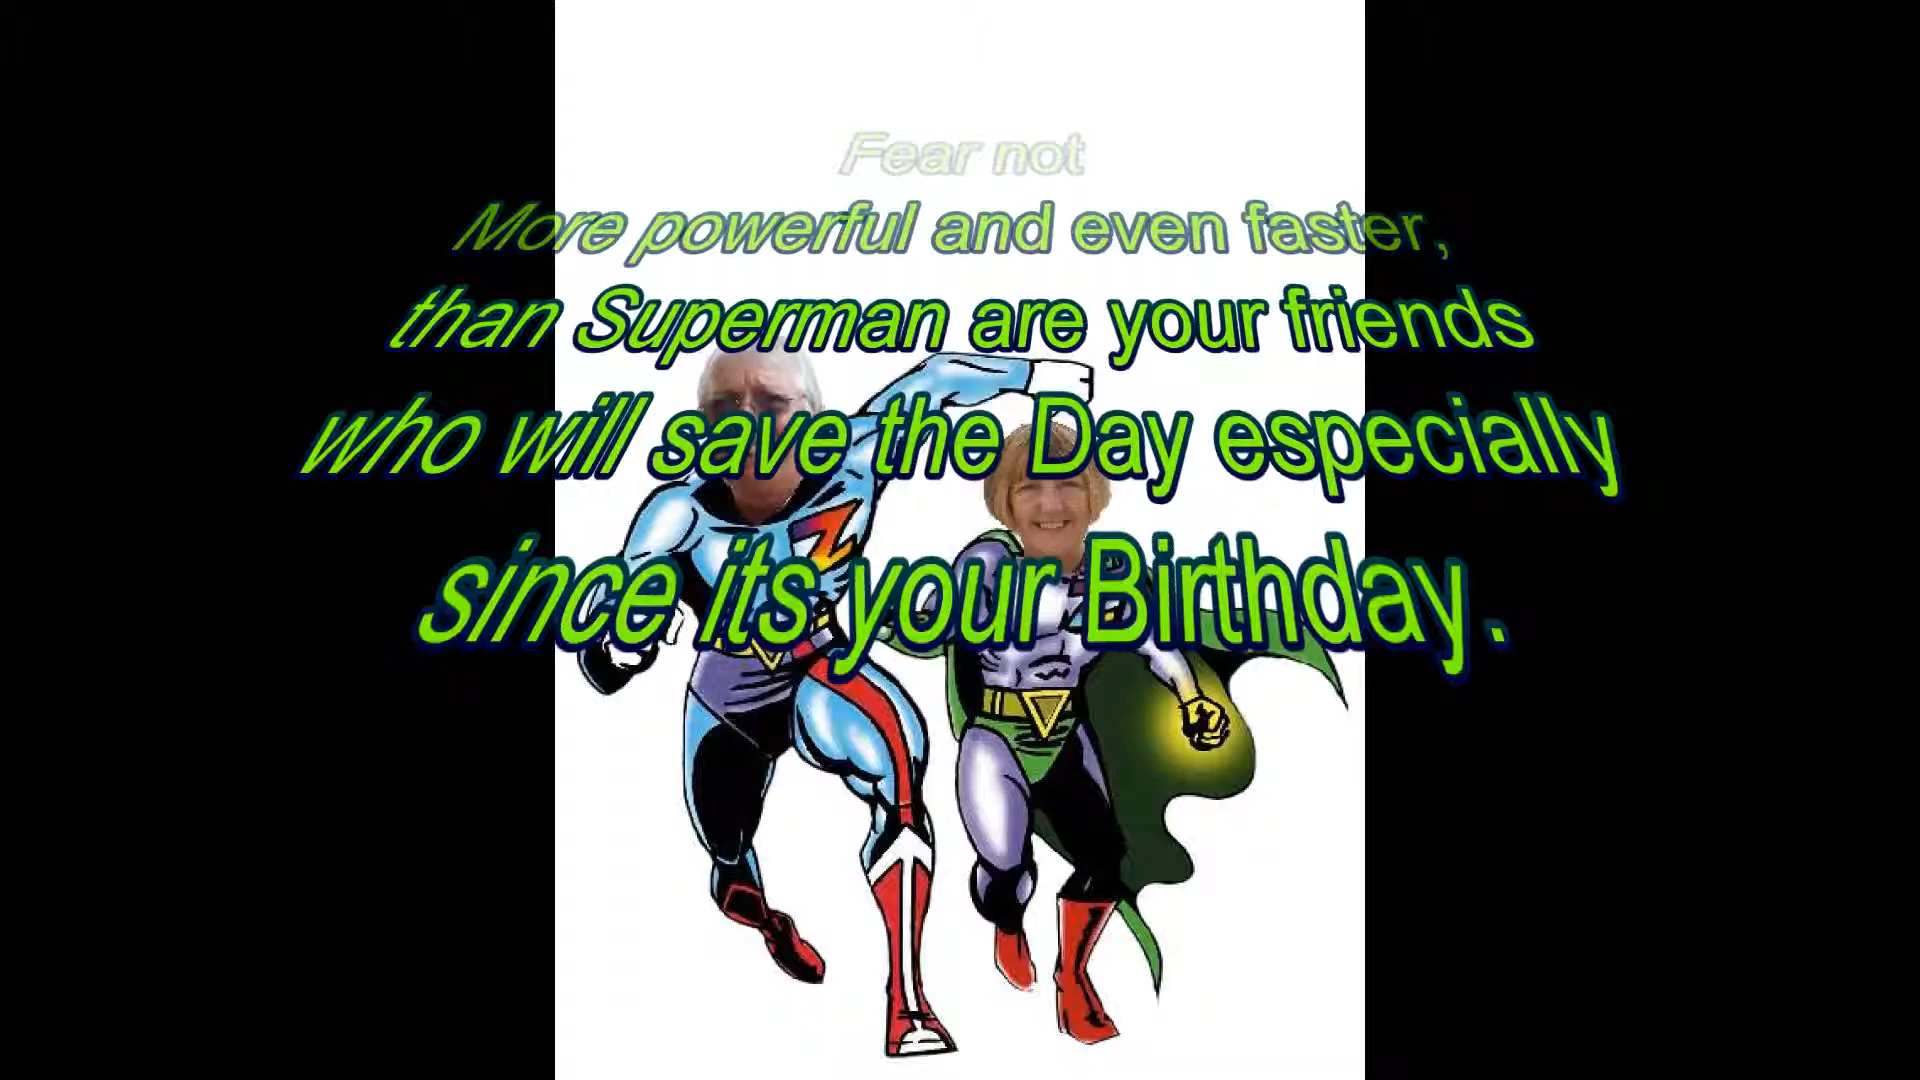 Fear not
More powerful and even faster,
than Superman are your friends
who will save the Day especially
since its your Birthday.